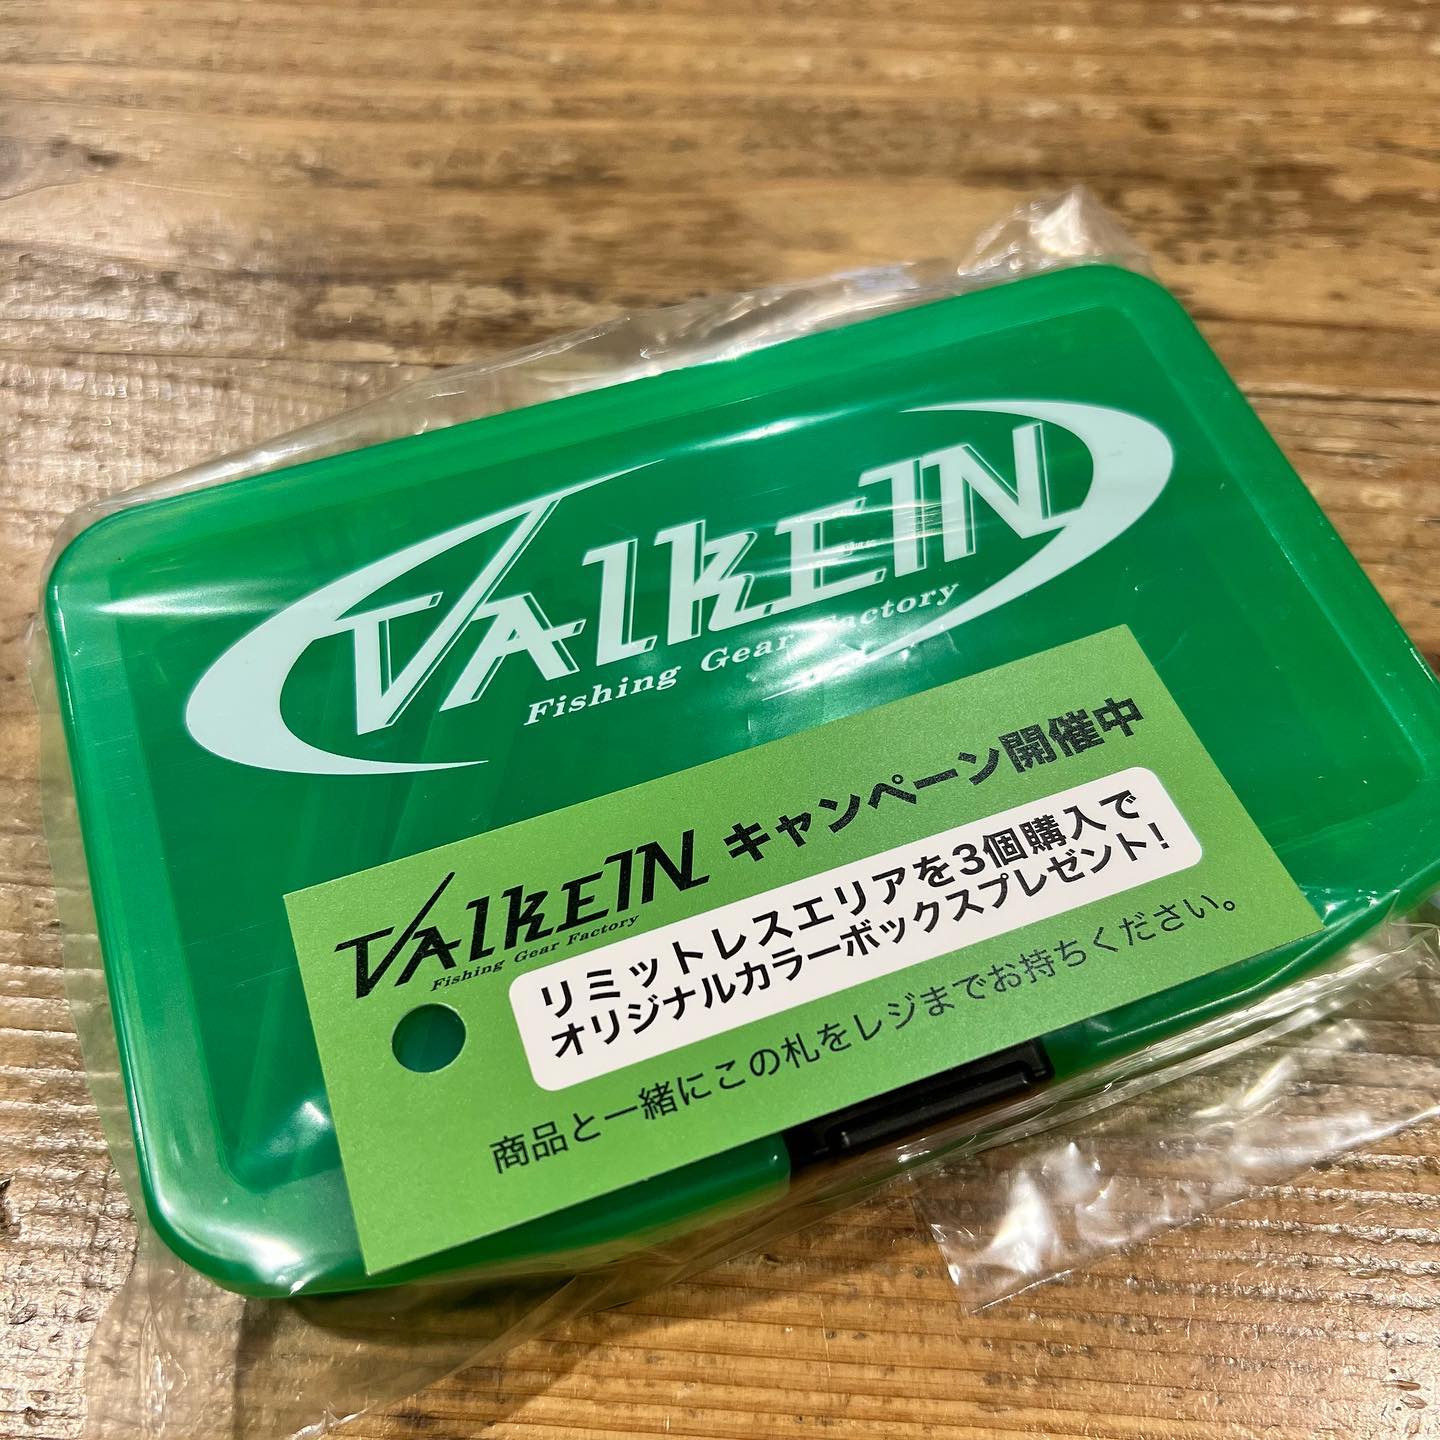 VALKEIN
Fishing Gear Factory
VALKEIN キャンペーン開催中
Fishing Gear Factory
リミットレスエリアを3個購入で
オリジナルカラーボックスプレゼント!
商品と一緒にこの札をレジまでお持ちください。